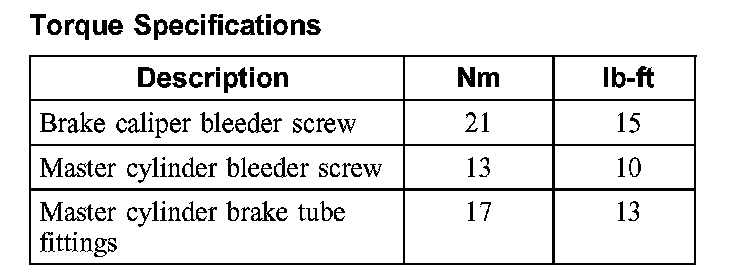 Torque Specifications
Description Nm lb-ft
Brake caliper bleeder screw 21 15
Master cylinder bleeder screw 13 10
Master cylinder brake tube 17 13
fittings